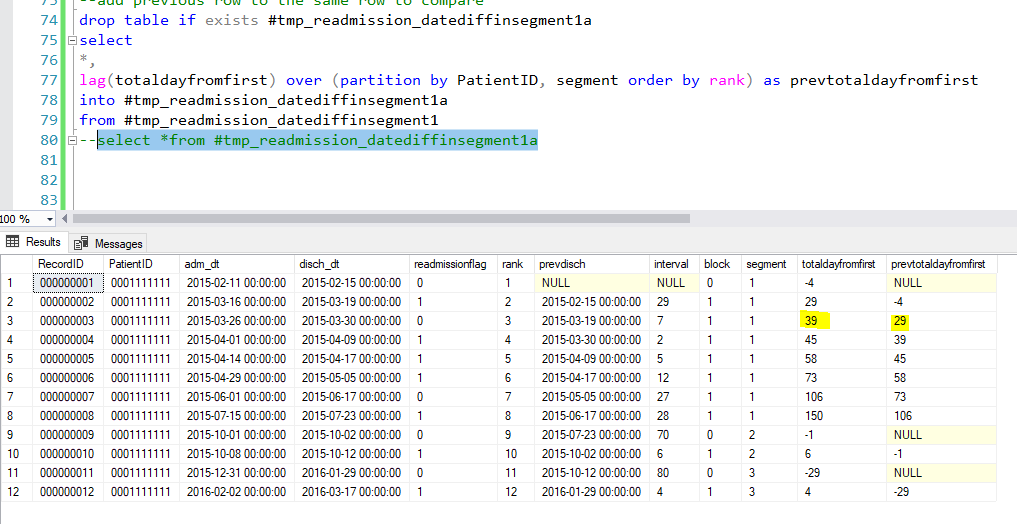 73 --add previous row to the same row to compare
74 drop table if exists #tmp_readmission_datediffinsegment1a
75 select
76 *,
77 lag(totaldayfromfirst) over (partition by PatientID, segment order by rank) as prevtotaldayfromfirst
78 into #tmp_readmission_datediffinsegment1a
79 from #tmp_readmission_datediffinsegment1
80 --select *from #tmp_readmission_datediffinsegment1a
81
82
83
100 %
Results Messages
RecordID PatientID adm_dt disch_dt readmissionflag rank prevdisch interval block segment totaldayfromfirst prevtotaldayfromfirst
1 000000001 0001111111 2015-02-11 00:00:00 2015-02-15 00:00:00 0 1 NULL NULL 0 1 -4 NULL
2 000000002 0001111111 2015-03-16 00:00:00 2015-03-19 00:00:00 1 2 2015-02-15 00:00:00 29 1 1 29 -4
3 000000003 0001111111 2015-03-26 00:00:00 2015-03-30 00:00:00 0 3 2015-03-19 00:00:00 7 1 1 39 29
4 000000004 0001111111 2015-04-01 00:00:00 2015-04-09 00:00:00 1 4 2015-03-30 00:00:00 2 1 1 45 39
5 000000005 0001111111 2015-04-14 00:00:00 2015-04-17 00:00:00 1 5 2015-04-09 00:00:00 5 1 1 58 45
6 000000006 0001111111 2015-04-29 00:00:00 2015-05-05 00:00:00 1 6 2015-04-17 00:00:00 12 1 1 73 58
7 000000007 0001111111 2015-06-01 00:00:00 2015-06-17 00:00:00 0 7 2015-05-05 00:00:00 27 1 1 106 73
8 000000008 0001111111 2015-07-15 00:00:00 2015-07-23 00:00:00 1 8 2015-06-17 00:00:00 28 1 1 150 106
9 000000009 0001111111 2015-10-01 00:00:00 2015-10-02 00:00:00 0 9 2015-07-23 00:00:00 70 0 2 -1 NULL
10 000000010 0001111111 2015-10-08 00:00:00 2015-10-12 00:00:00 1 10 2015-10-02 00:00:00 6 1 2 6 -1
11 000000011 0001111111 2015-12-31 00:00:00 2016-01-29 00:00:00 0 11 2015-10-12 00:00:00 80 0 3 -29 NULL
12 000000012 0001111111 2016-02-02 00:00:00 2016-03-17 00:00:00 1 12 2016-01-29 00:00:00 4 1 3 4 -29